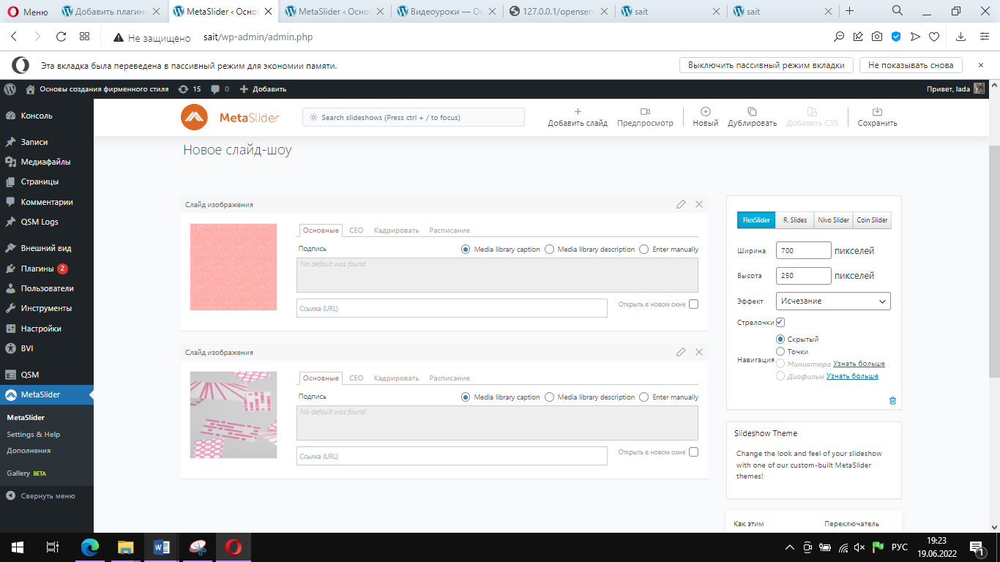 Меню
Добавить плагины
MetaSlider ‹ Основ
MetaSlider ‹ Осно
Видеоуроки — Ос
127.0.0.1/openserv
sait
sait
Не защищено
sait/wp-admin/admin.php
Эта вкладка была переведена в пассивный режим для экономии памяти.
Выключить пассивный режим вкладки
Не показывать снова
Основы создания фирменного стиля
15
0
Добавить
Привет, lada
Консоль
Записи
Медиафайлы
Страницы
Комментарии
QSM Logs
Внешний вид
Плагины 2
Пользователи
Инструменты
Настройки
BVI
QSM
MetaSlider
MetaSlider
Settings & Help
Дополнения
Gallery BETA
Свернуть меню
MetaSlider
Search slideshows (Press ctrl + / to focus)
Добавить слайд
Предпросмотр
Новый
Дублировать
Добавить CSS
Сохранить
Новое слайд-шоу
Слайд изображения
Основные
СЕО
Кадрировать
Расписание
Подпись
Media library caption
Media library description
Enter manually
No default was found
Ссылка (URL)
Открыть в новом окне
Слайд изображения
Основные
СЕО
Кадрировать
Расписание
Подпись
Media library caption
Media library description
Enter manually
No default was found
Ссылка (URL)
Открыть в новом окне
FlexSlider
R. Slides
Nivo Slider
Coin Slider
Ширина
700
пикселей
Высота
250
пикселей
Эффект
Исчезание
Стрелочки
Навигация
Скрытый
Точки
Миниатюра Узнать больше
Диафильм Узнать больше
Slideshow Theme
Change the look and feel of your slideshow
with one of our custom-built MetaSlider
themes!
Как этим
Переключатель
РУС
19:23
19.06.2022
1